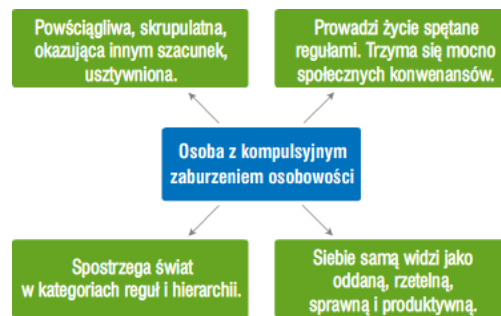 Powściągliwa, skrupulatna,
okazująca innym szacunek,
usztywniona.
Prowadzi życie spętane
regułami. Trzyma się mocno
społecznych konwenansów.
Osoba z kompulsyjnym
zaburzeniem osobowości
Spostrzega świat
w kategoriach reguł i hierarchii.
Siebie samą widzi jako
oddaną, rzetelną,
sprawną i produktywną.